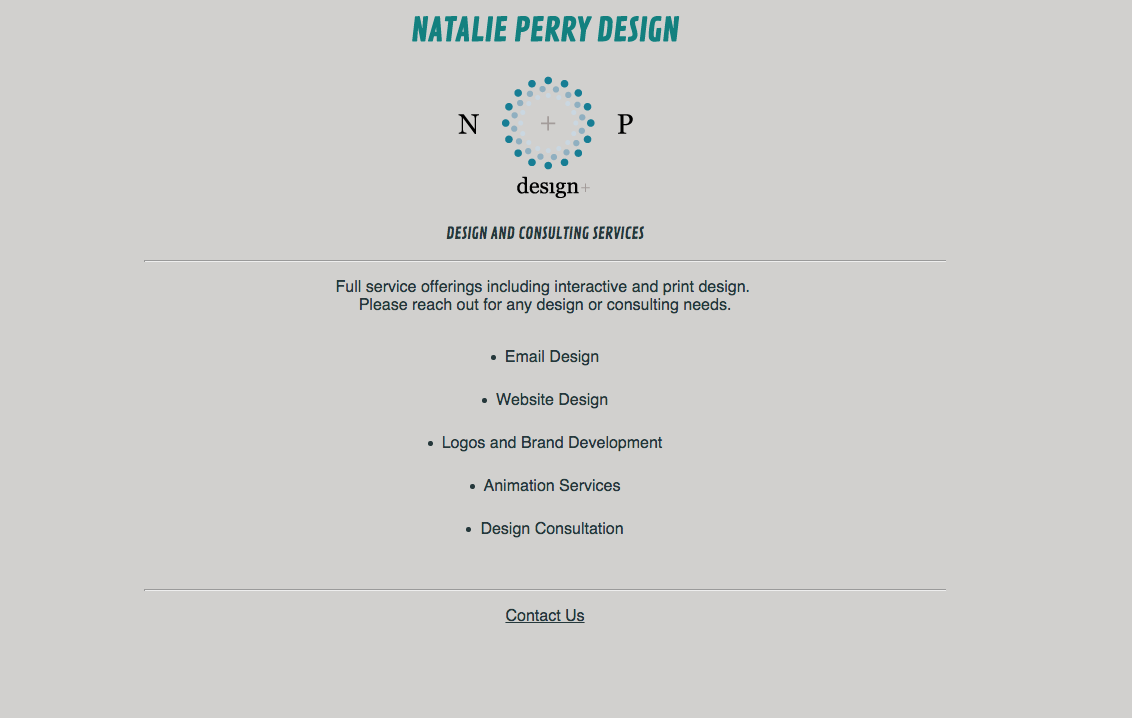 NATALIE PERRY DESIGN
N + P
design+
DESIGN AND CONSULTING SERVICES
Full service offerings including interactive and print design.
Please reach out for any design or consulting needs.
• Email Design
• Website Design
• Logos and Brand Development
• Animation Services
• Design Consultation
Contact Us